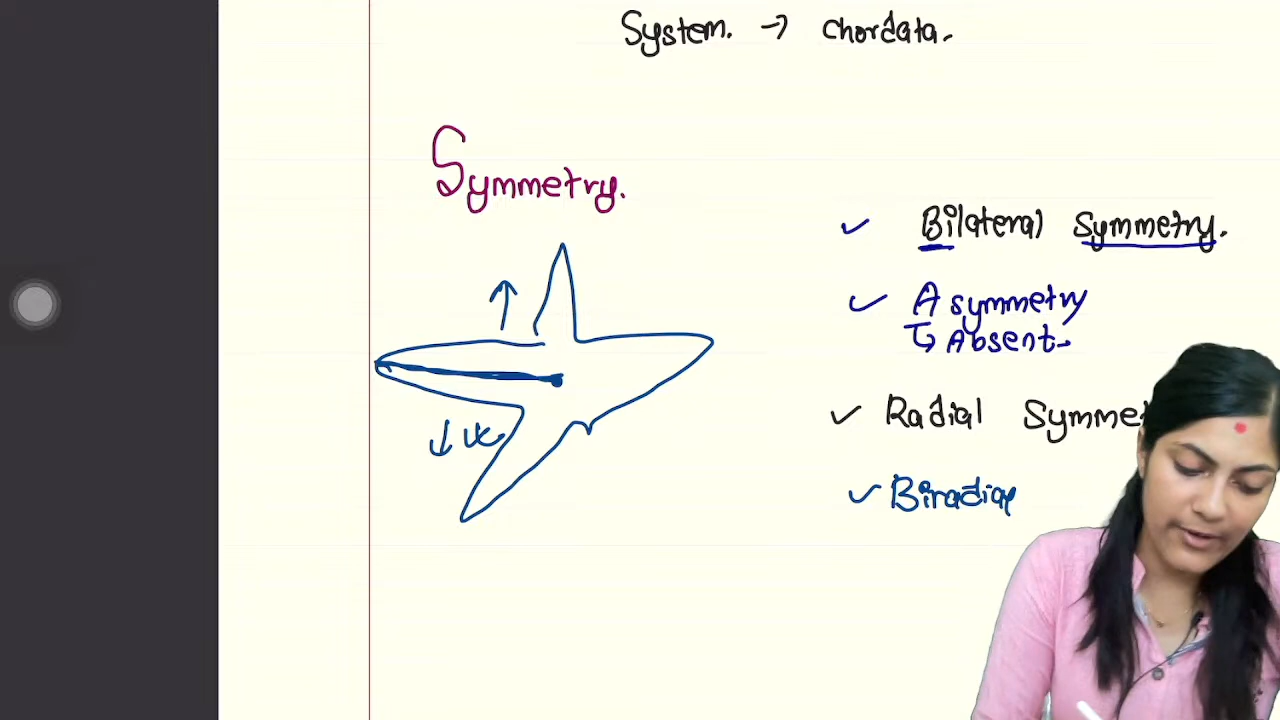 System. → Chordata.
Symmetry.
✓ Bilateral Symmetry.
✓ Asymmetry
↳ Absent.
✓ Radial
✓ Biradial